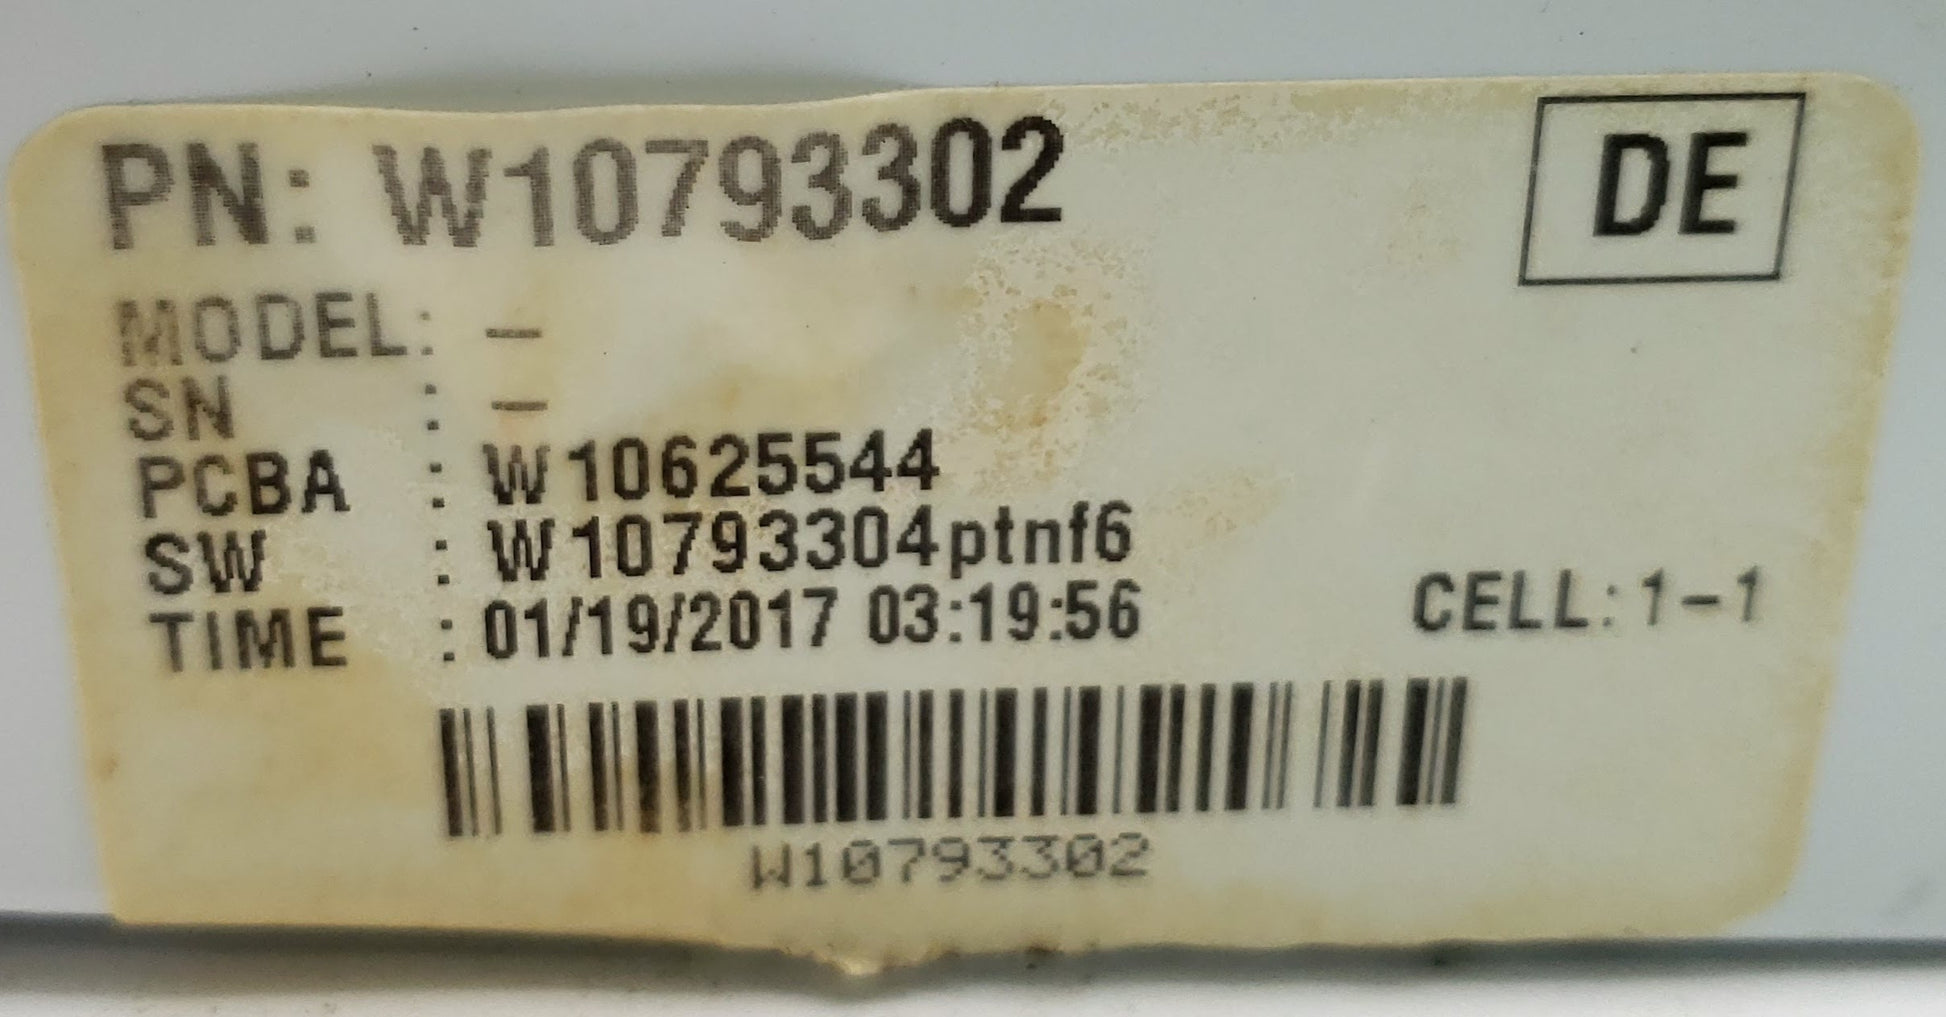 PN: W10793302
DE
MODEL: -
SN : -
PCBA : W10625544
SW : W10793304ptnf6
TIME : 01/19/2017 03:19:56
CELL:1-1
W10793302